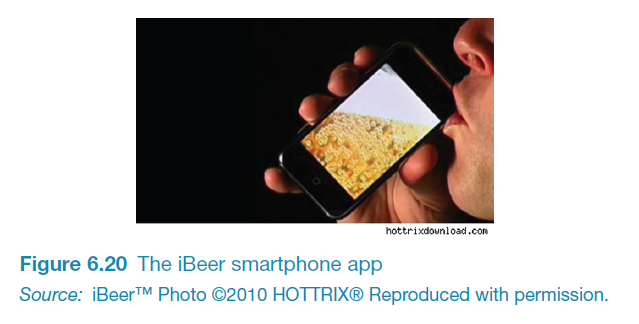 hottrixdownload.com
Figure 6.20 The iBeer smartphone app
Source: iBeer™ Photo ©2010 HOTTRIX® Reproduced with permission.